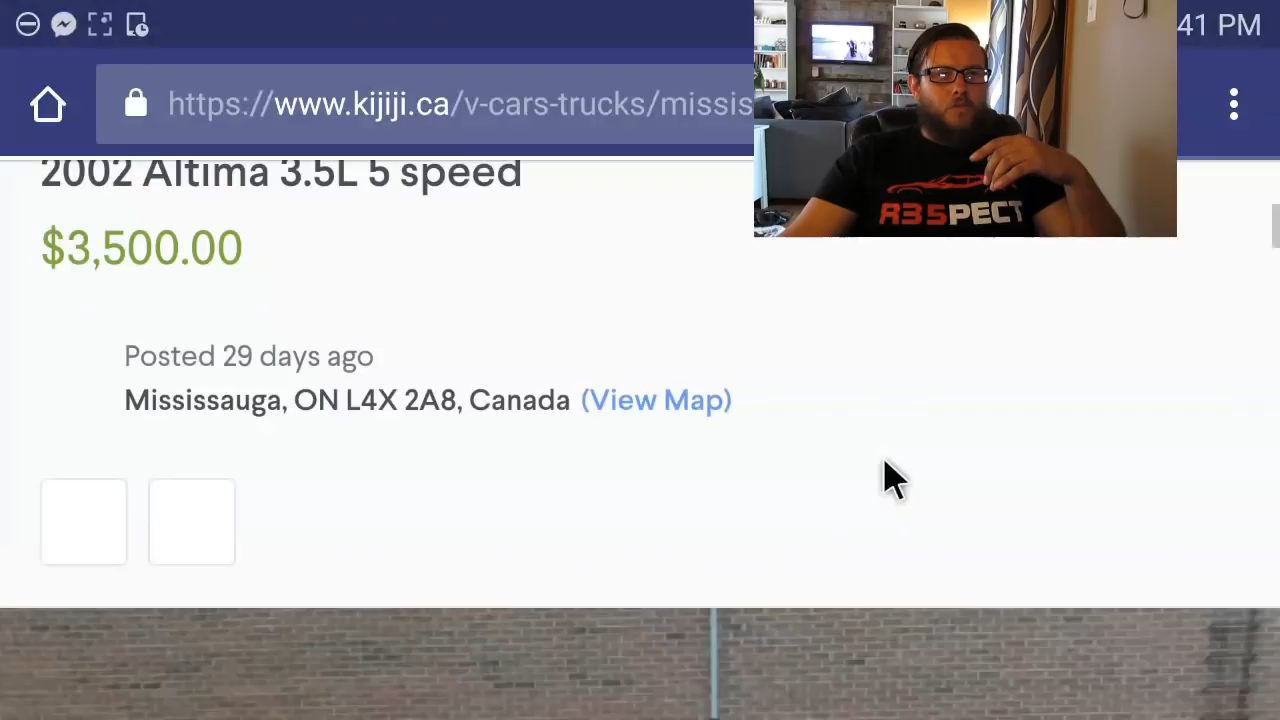 41 PM
https://www.kijiji.ca/v-cars-trucks/missis
2002 Altima 3.5L 5 speed
$3,500.00
Posted 29 days ago
Mississauga, ON L4X 2A8, Canada (View Map)
R35PECT